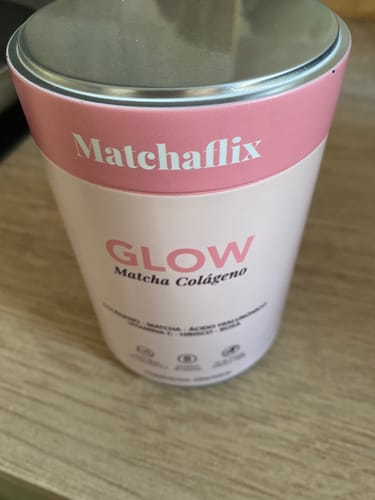 Matchaflix
GLOW
Matcha Colágeno
COLÁGENO - MATCHA - ÁCIDO HIALURÓNICO
VITAMINA C - HIBISCO - ROSA